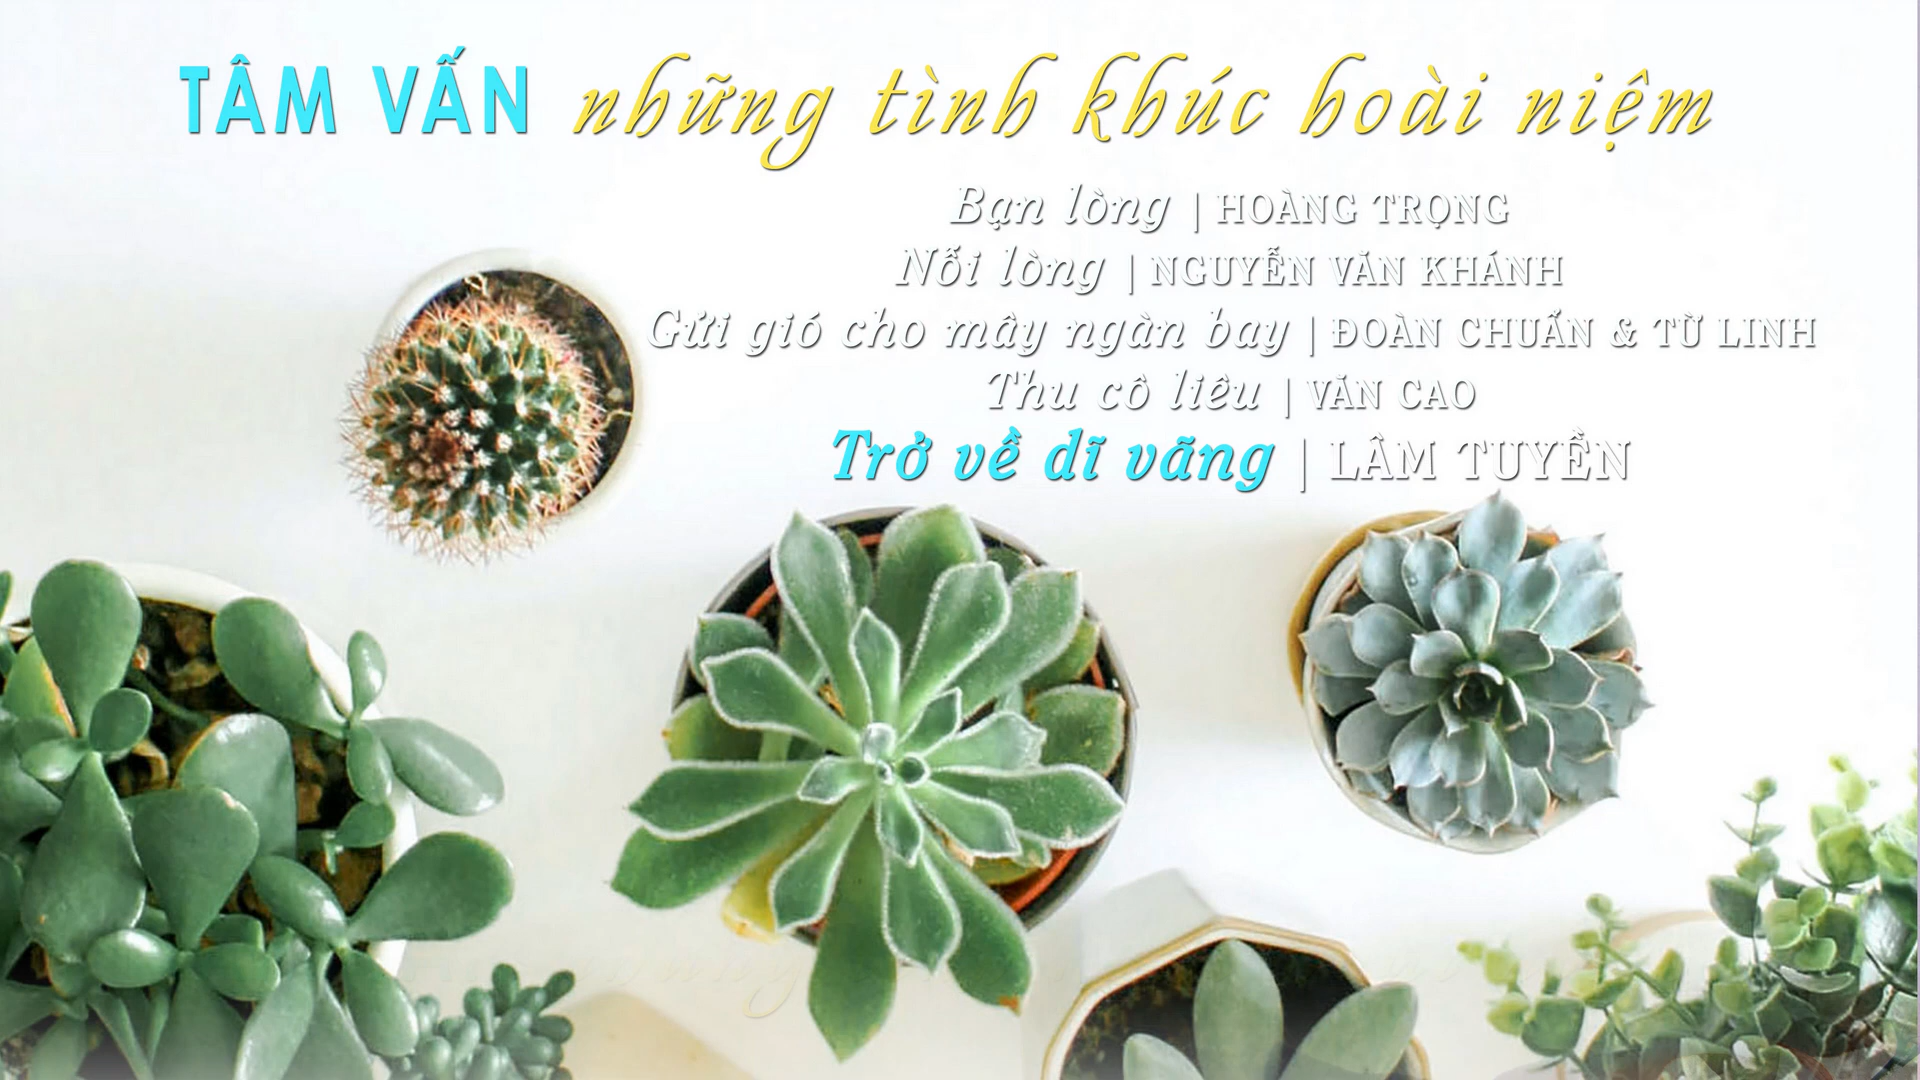 TÂM VẤN những tình khúc hoài niệm
Bạn lòng | HOÀNG TRỌNG
Nỗi lòng | NGUYỄN VĂN KHÁNH
Gửi gió cho mây ngàn bay | ĐOÀN CHUẨN & TỪ LINH
Thu cô liêu | VĂN CAO
Trở về dĩ vãng | LÂM TUYỀN